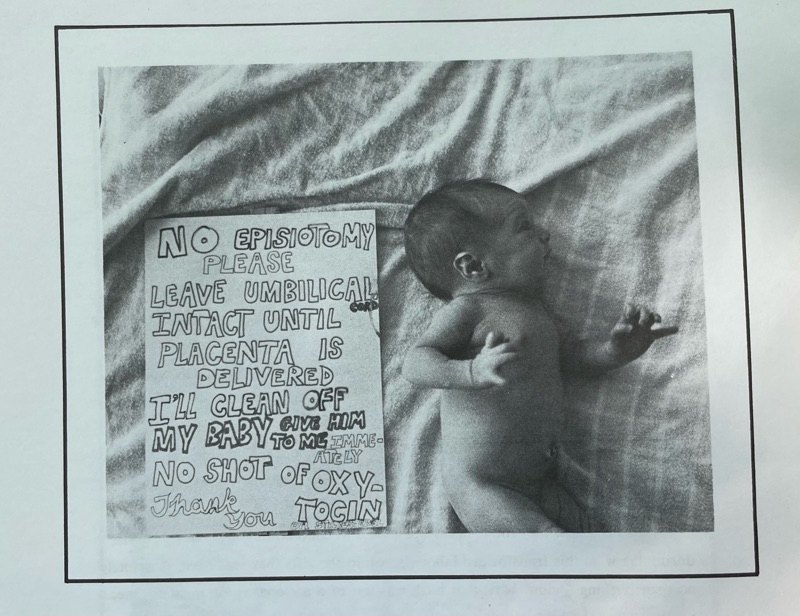 NO EPISIOTOMY
PLEASE
LEAVE UMBILICAL
CORD
INTACT UNTIL
PLACENTA IS
DELIVERED
I'LL CLEAN OFF
MY BABY GIVE HIM
TO ME IMME-
ATELY
NO SHOT OF OXY-
TOCIN
Thank
You